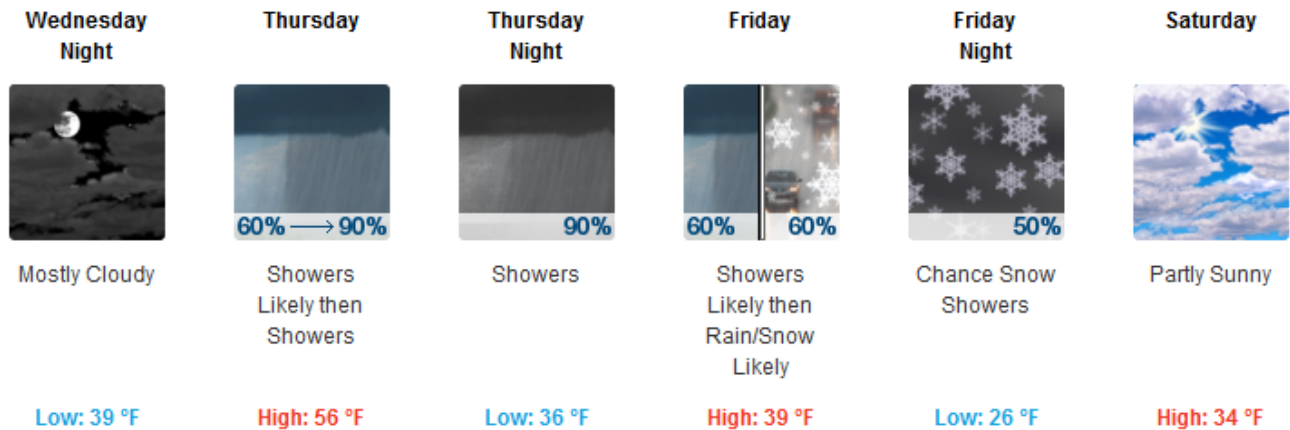 Wednesday
Night
Thursday
Thursday
Night
Friday
Friday
Night
Saturday
60% → 90%
90%
60%
60%
50%
Mostly Cloudy
Showers
Likely then
Showers
Showers
Showers
Likely then
Rain/Snow
Likely
Chance Snow
Showers
Partly Sunny
Low: 39 °F
High: 56 °F
Low: 36 °F
High: 39 °F
Low: 26 °F
High: 34 °F